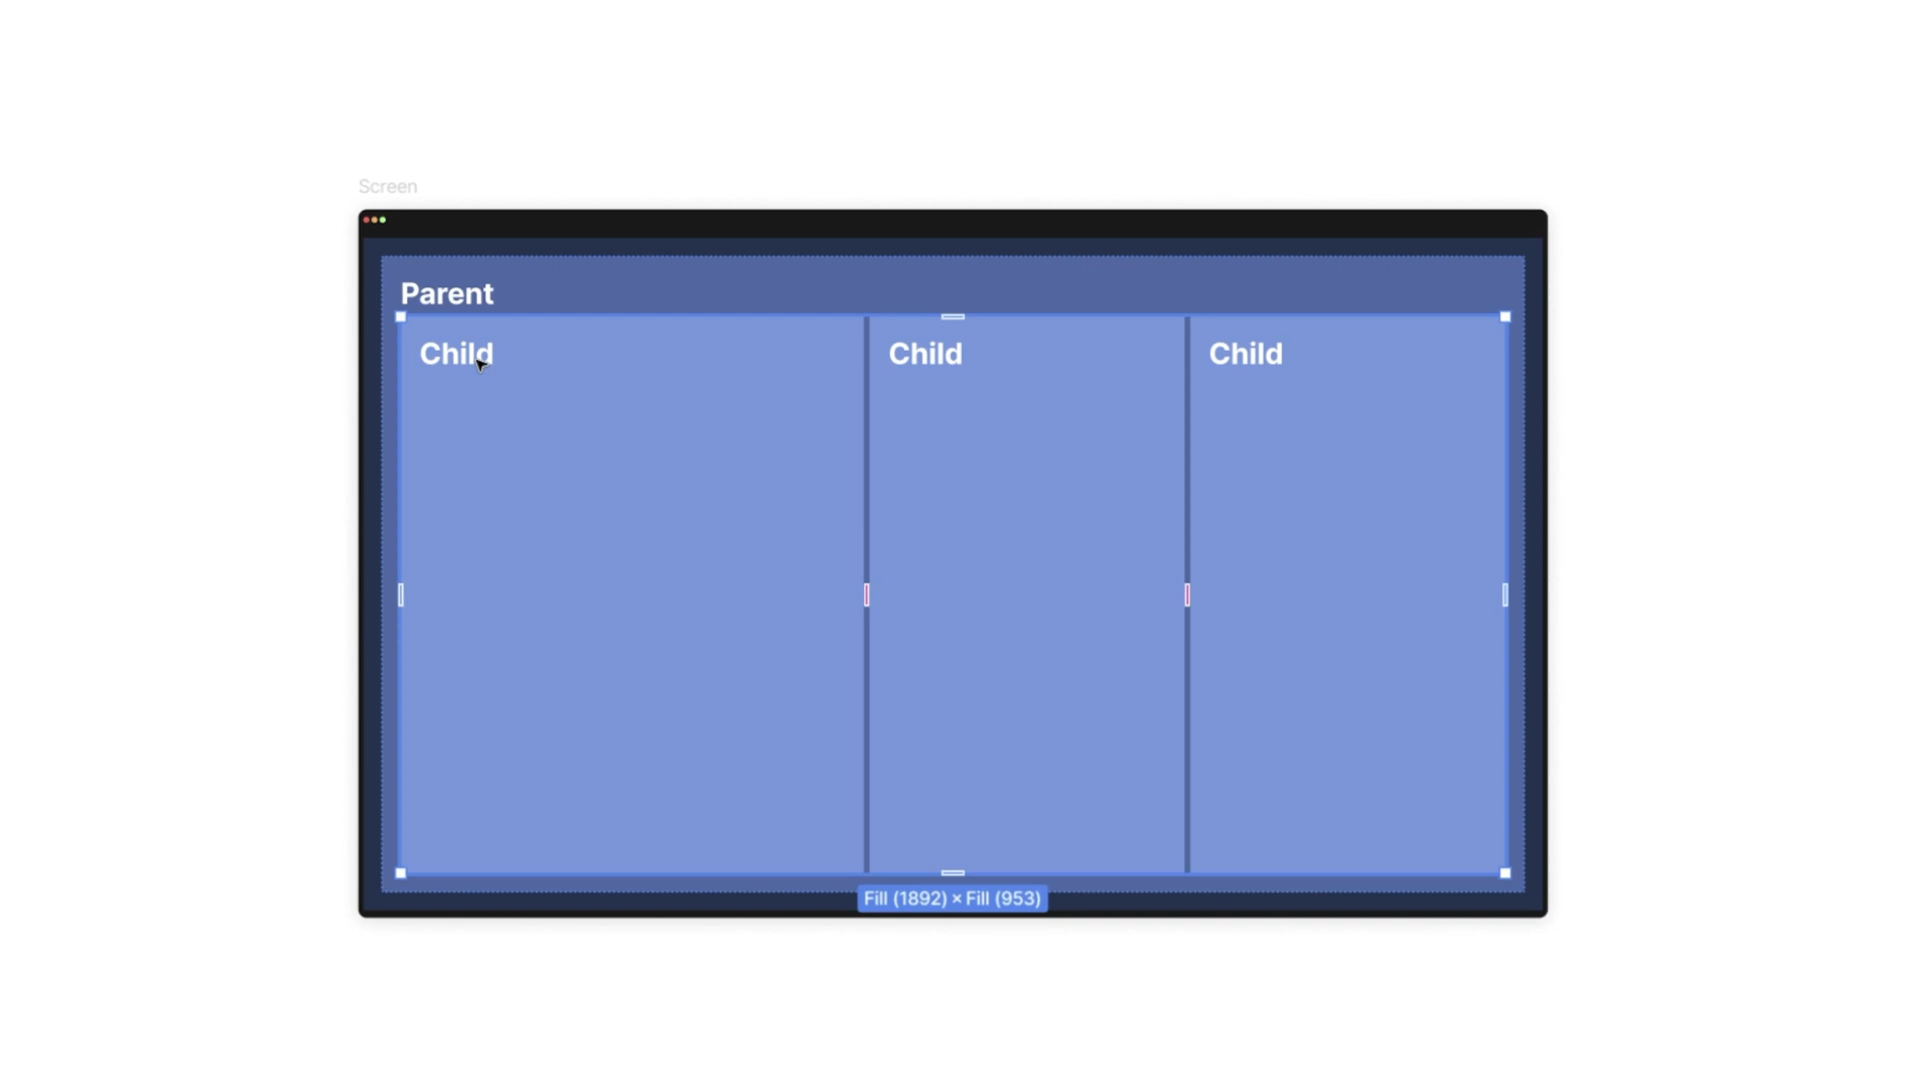 Screen
Parent
Child
Child
Child
Fill (1892) × Fill (953)